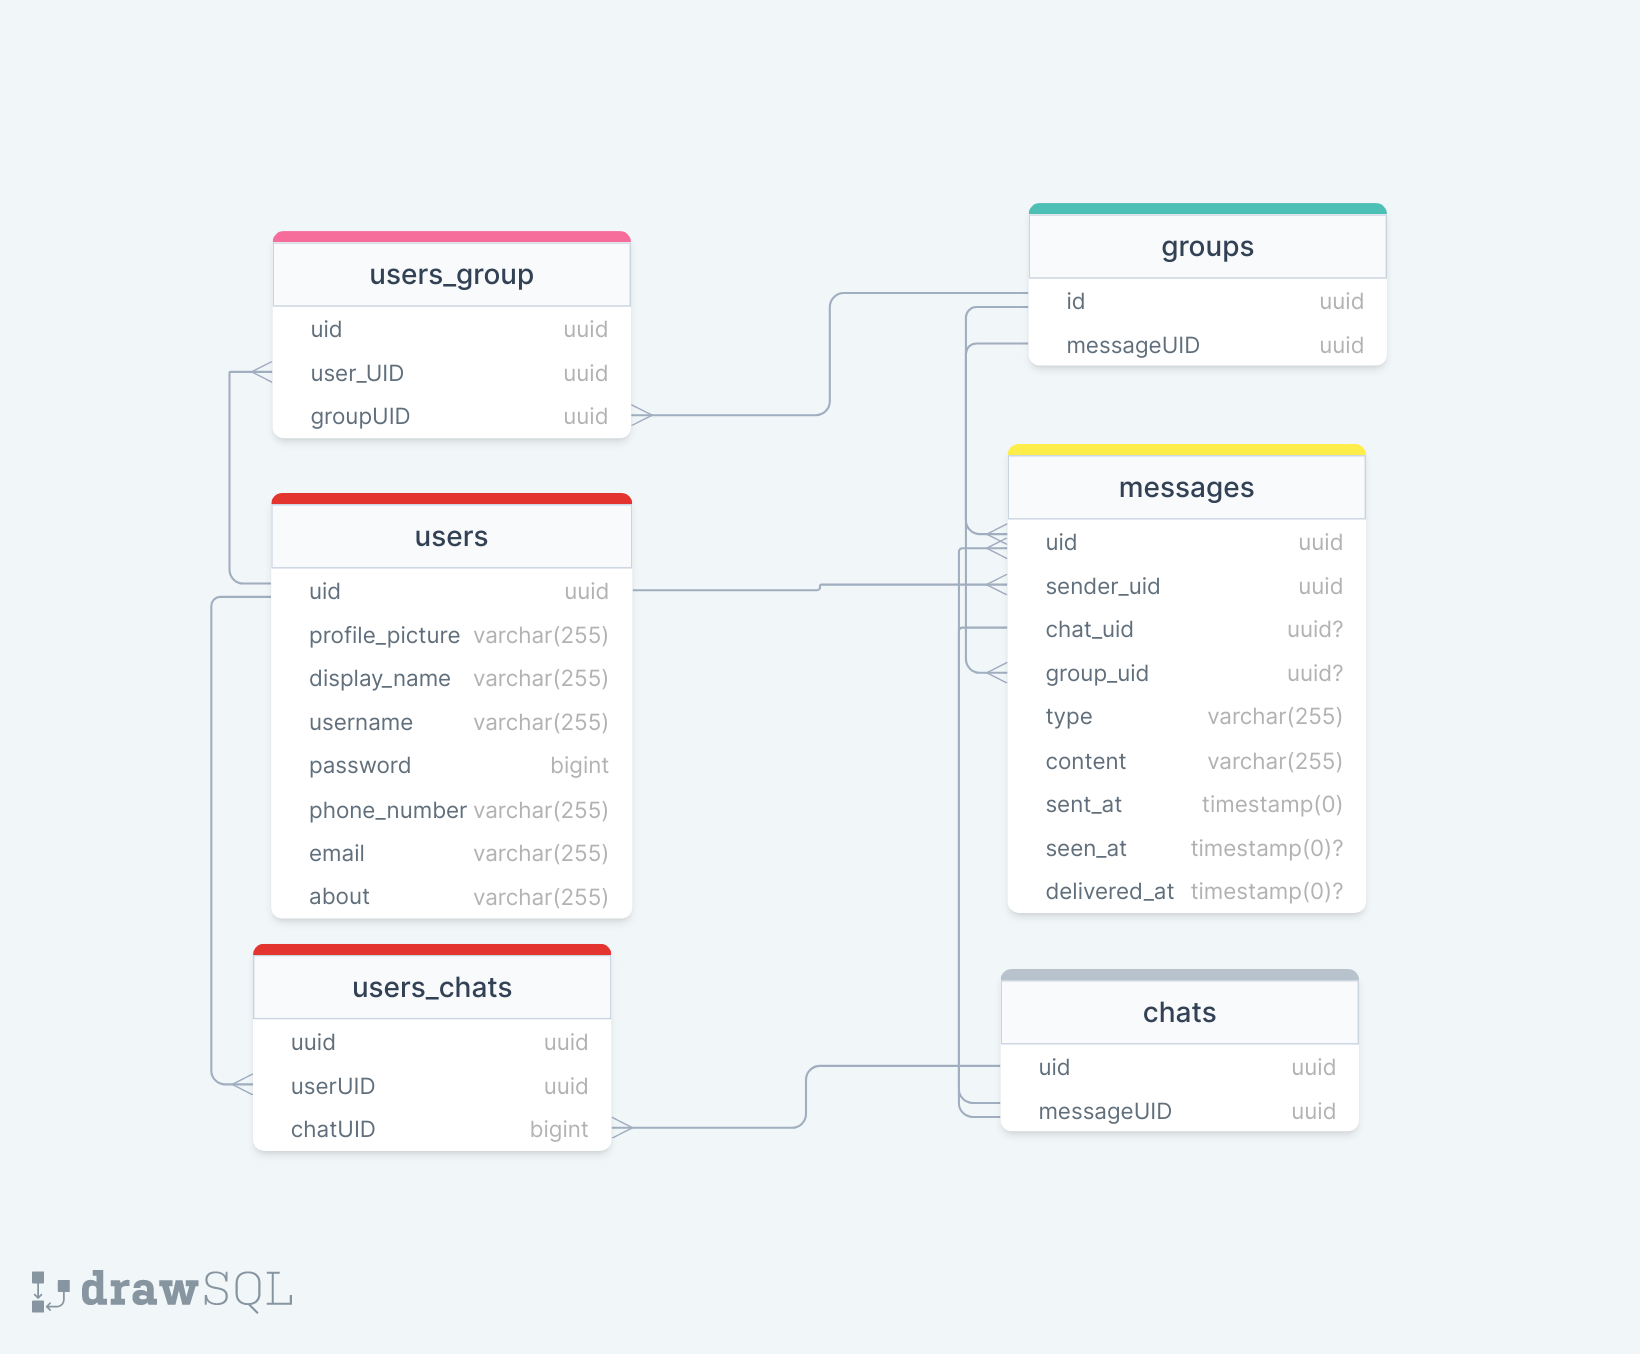 users_group
uid uuid
user_UID uuid
groupUID uuid
users
uid uuid
profile_picture varchar(255)
display_name varchar(255)
username varchar(255)
password bigint
phone_number varchar(255)
email varchar(255)
about varchar(255)
users_chats
uuid uuid
userUID uuid
chatUID bigint
groups
id uuid
messageUID uuid
messages
uid uuid
sender_uid uuid
chat_uid uuid?
group_uid uuid?
type varchar(255)
content varchar(255)
sent_at timestamp(0)
seen_at timestamp(0)?
delivered_at timestamp(0)?
chats
uid uuid
messageUID uuid
drawSQL